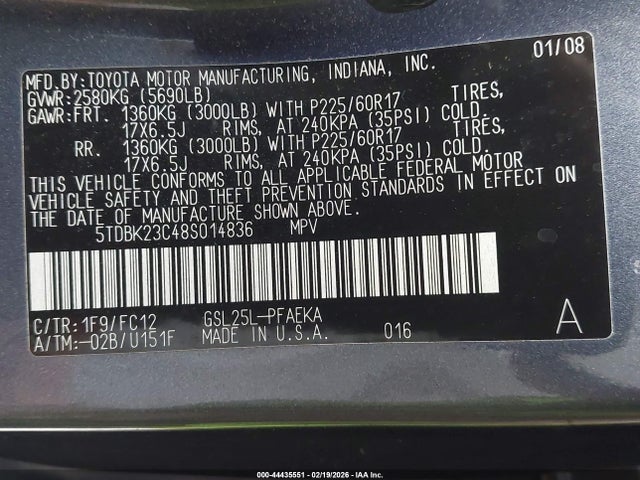 01/08
MFD.BY:TOYOTA MOTOR MANUFACTURING, INDIANA, INC.
GVWR:2580KG (5690LB)
GAWR:FRT. 1360KG (3000LB) WITH P225/60R17 TIRES,
17X6.5J RIMS, AT 240KPA (35PSI) COLD.
RR. 1360KG (3000LB) WITH P225/60R17 TIRES,
17X6.5J RIMS, AT 240KPA (35PSI) COLD.
THIS VEHICLE CONFORMS TO ALL APPLICABLE FEDERAL MOTOR
VEHICLE SAFETY AND THEFT PREVENTION STANDARDS IN EFFECT ON
THE DATE OF MANUFACTURE SHOWN ABOVE.
5TDBK23C48S014836 MPV
C/TR: 1F9/FC12 GSL25L-PFAEKA
A/TM:-02B/U151F MADE IN U.S.A. 016 A
000-44435551 - 02/19/2026 - IAA Inc.